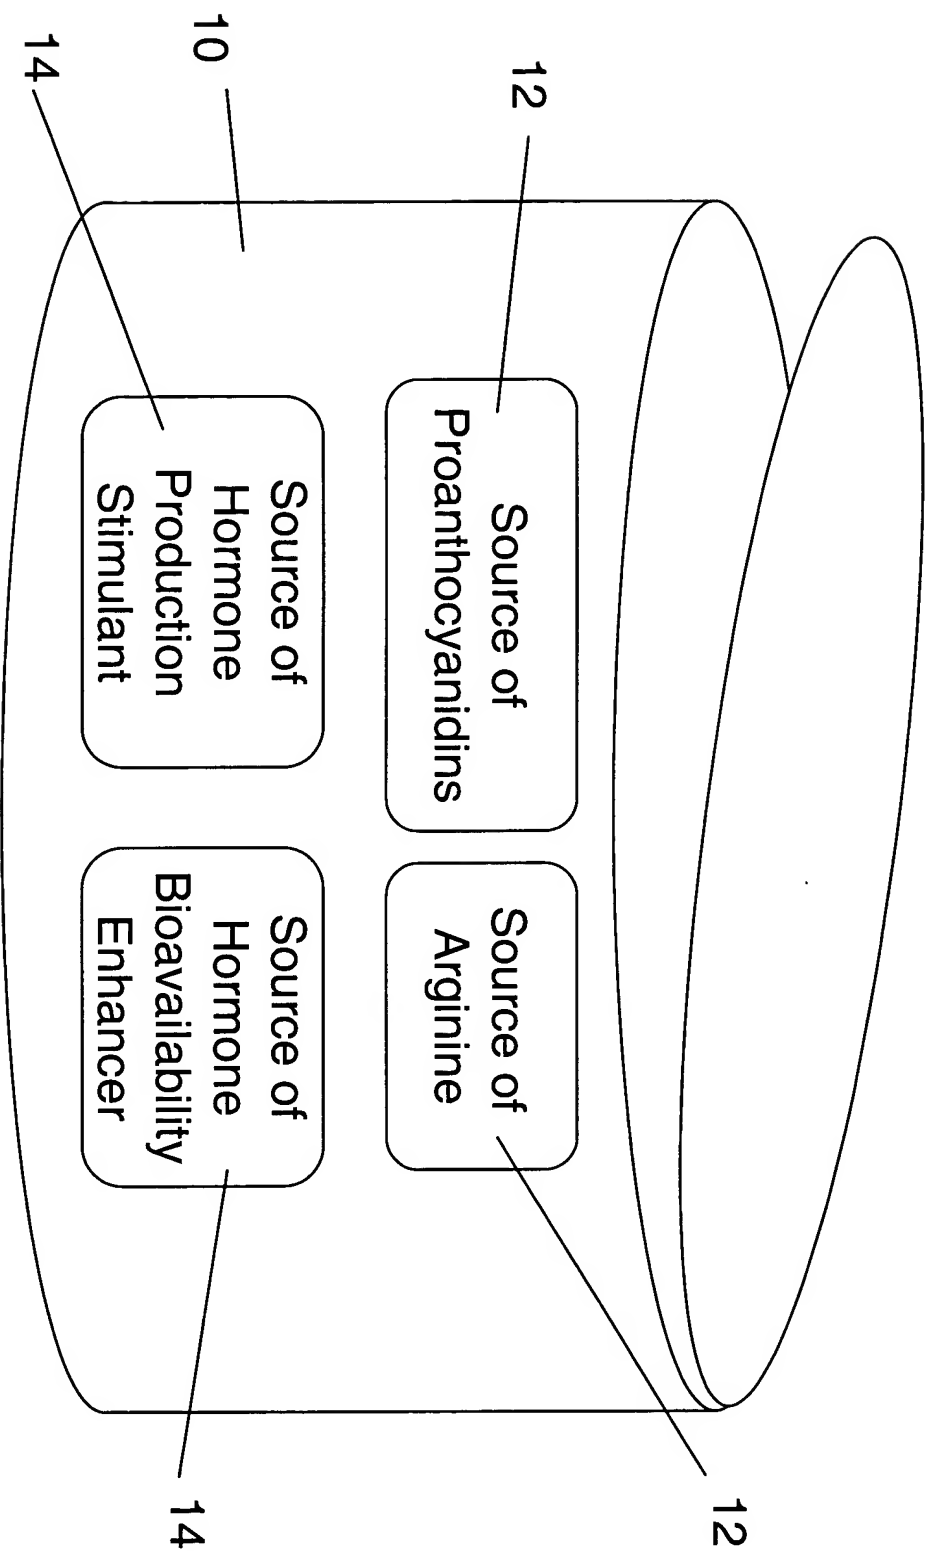 12
12
Source of
Proanthocyanidins
Source of
Arginine
10
14
Source of
Hormone
Production
Stimulant
Source of
Hormone
Bioavailability
Enhancer
14